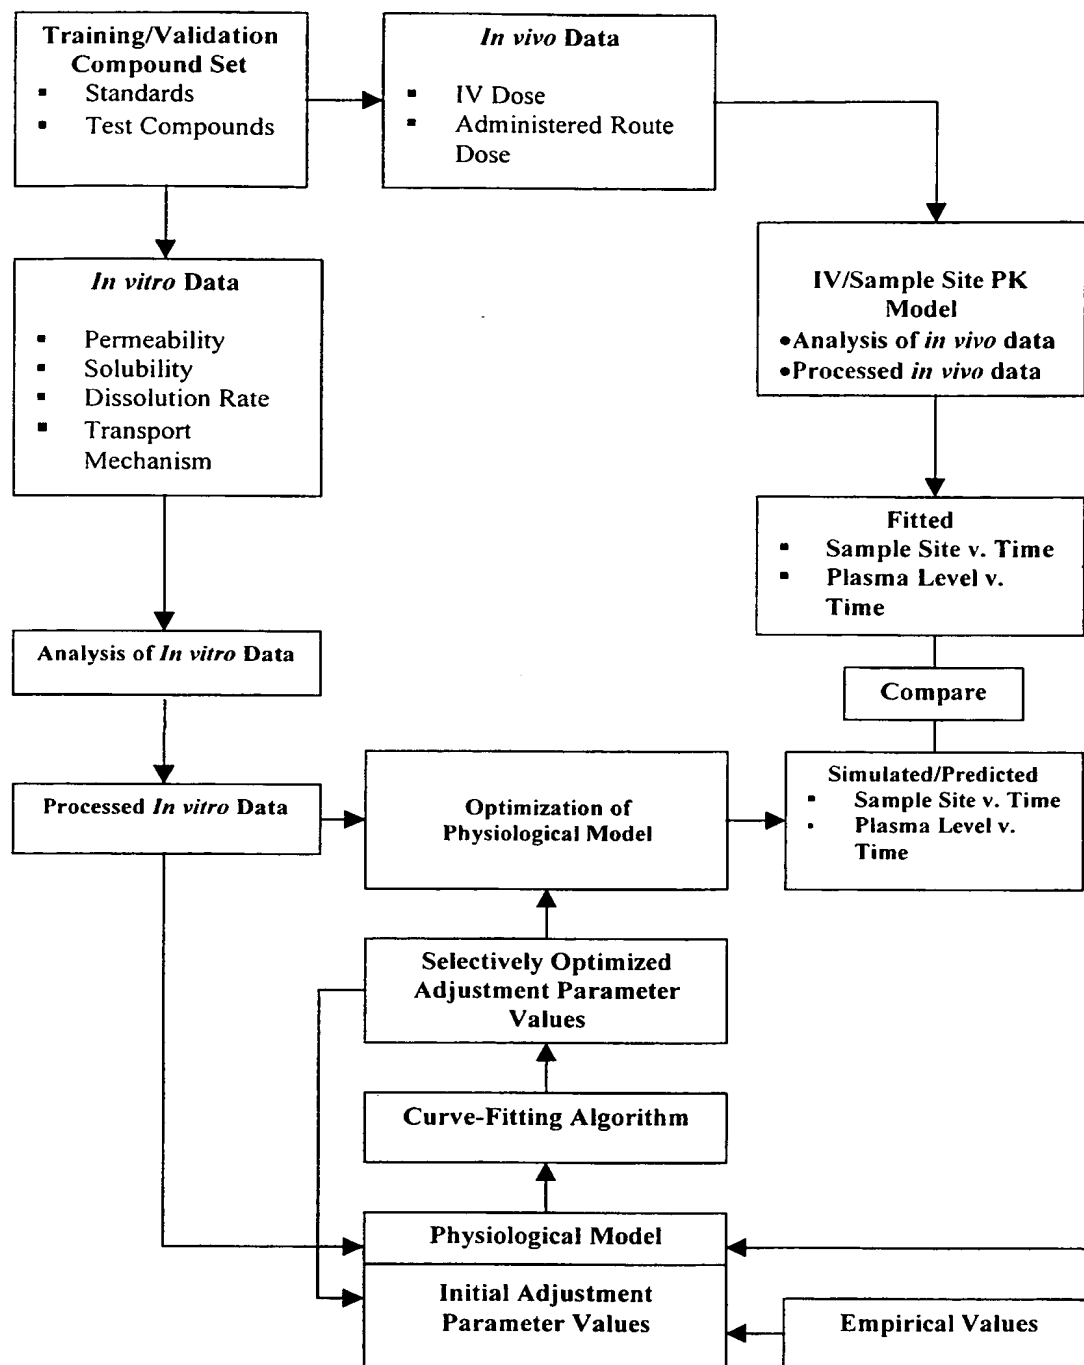 Training/Validation
Compound Set
▪ Standards
▪ Test Compounds
In vivo Data
▪ IV Dose
▪ Administered Route
Dose
In vitro Data
▪ Permeability
▪ Solubility
▪ Dissolution Rate
▪ Transport
Mechanism
IV/Sample Site PK
Model
•Analysis of in vivo data
•Processed in vivo data
Fitted
▪ Sample Site v. Time
▪ Plasma Level v.
Time
Analysis of In vitro Data
Compare
Processed In vitro Data
Optimization of
Physiological Model
Simulated/Predicted
▪ Sample Site v. Time
▪ Plasma Level v.
Time
Selectively Optimized
Adjustment Parameter
Values
Curve-Fitting Algorithm
Physiological Model
Initial Adjustment
Parameter Values
Empirical Values